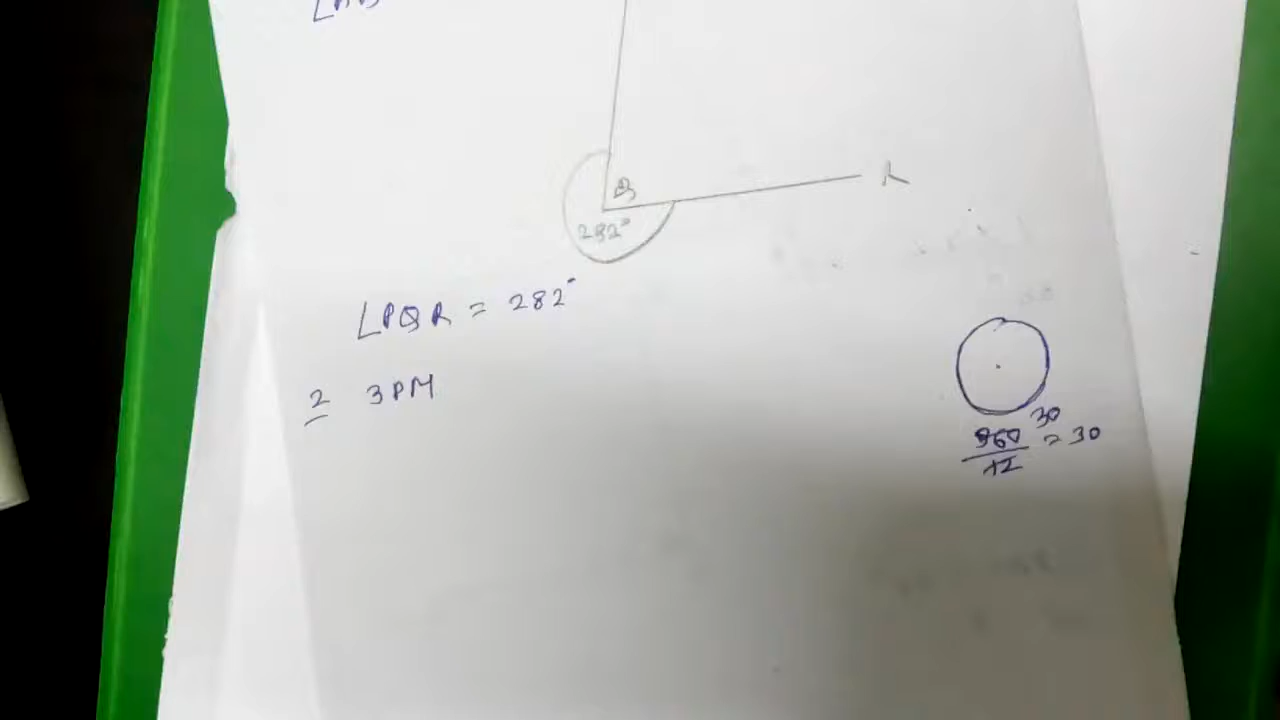 Q
R
282°
∠PQR = 282°
2 3PM
30
360 = 30
12